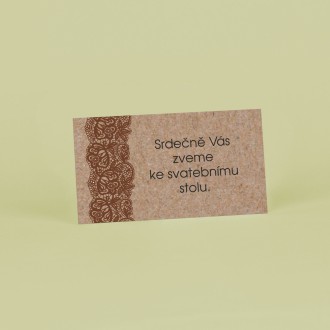 Srdečně Vás
zveme
ke svatebnímu
stolu.